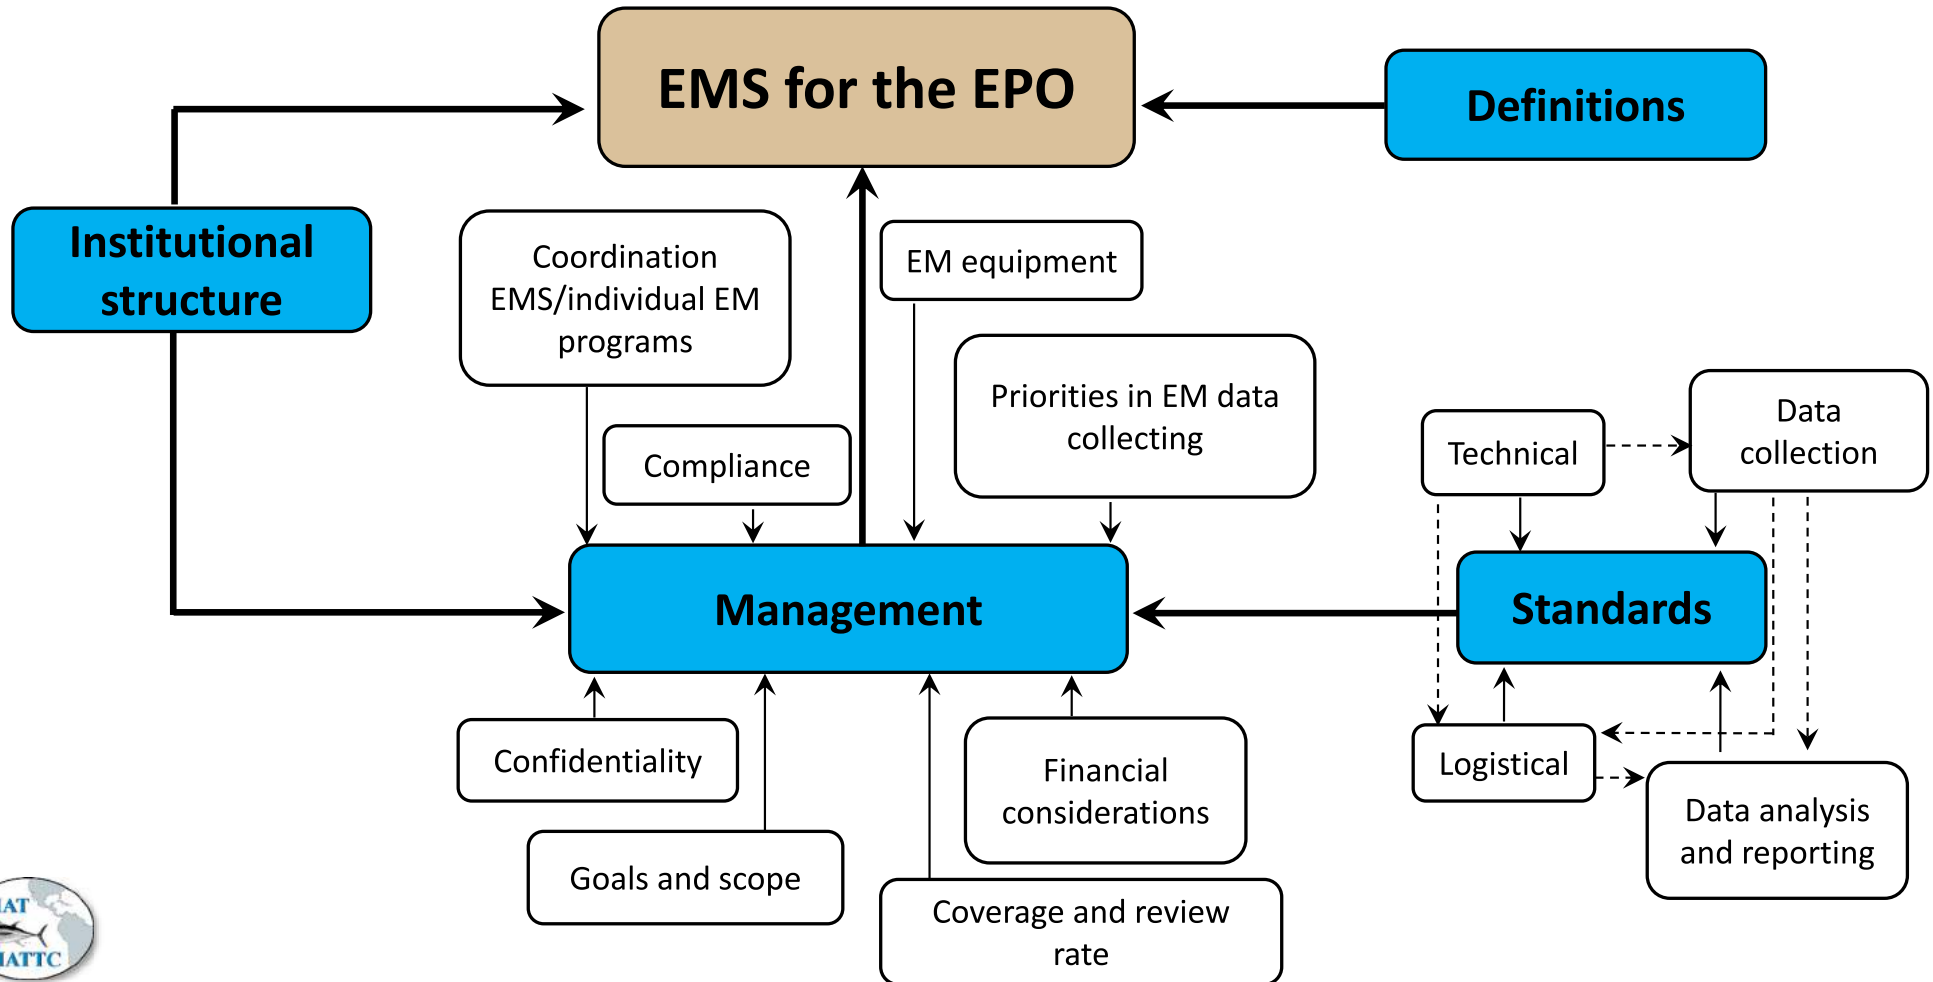 EMS for the EPO
Definitions
Institutional
structure
Coordination
EMS/individual EM
programs
EM equipment
Priorities in EM data
collecting
Compliance
Technical
Data
collection
Management
Standards
Confidentiality
Financial
considerations
Logistical
Data analysis
and reporting
Goals and scope
Coverage and review
rate
IATTC